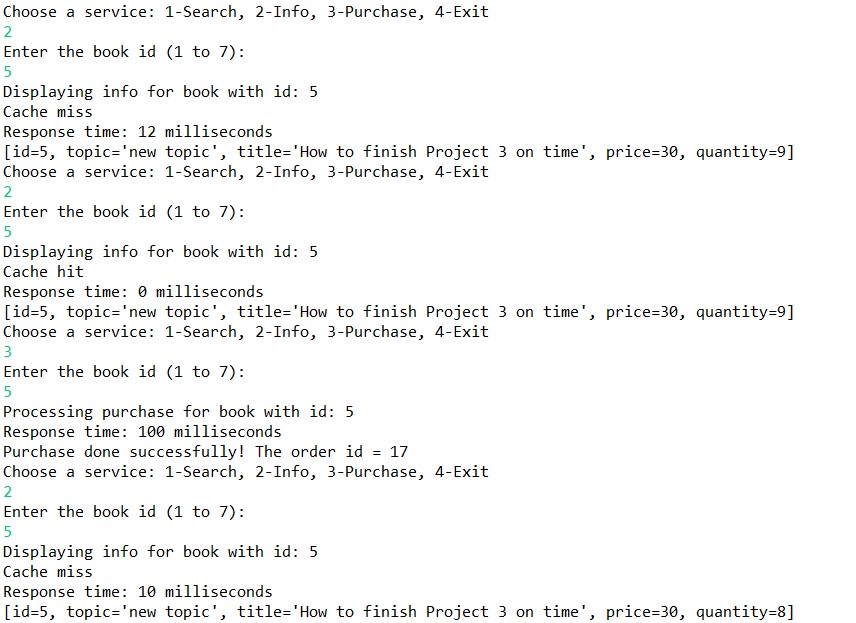 Choose a service: 1-Search, 2-Info, 3-Purchase, 4-Exit
2
Enter the book id (1 to 7):
5
Displaying info for book with id: 5
Cache miss
Response time: 12 milliseconds
[id=5, topic='new topic', title='How to finish Project 3 on time', price=30, quantity=9]
Choose a service: 1-Search, 2-Info, 3-Purchase, 4-Exit
2
Enter the book id (1 to 7):
5
Displaying info for book with id: 5
Cache hit
Response time: 0 milliseconds
[id=5, topic='new topic', title='How to finish Project 3 on time', price=30, quantity=9]
Choose a service: 1-Search, 2-Info, 3-Purchase, 4-Exit
3
Enter the book id (1 to 7):
5
Processing purchase for book with id: 5
Response time: 100 milliseconds
Purchase done successfully! The order id = 17
Choose a service: 1-Search, 2-Info, 3-Purchase, 4-Exit
2
Enter the book id (1 to 7):
5
Displaying info for book with id: 5
Cache miss
Response time: 10 milliseconds
[id=5, topic='new topic', title='How to finish Project 3 on time', price=30, quantity=8]